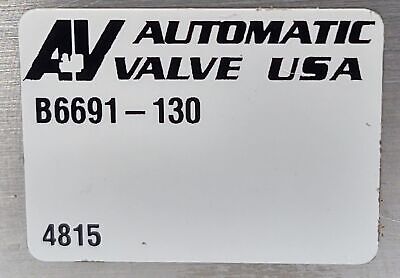 AV AUTOMATIC
VALVE USA
B6691-130
4815